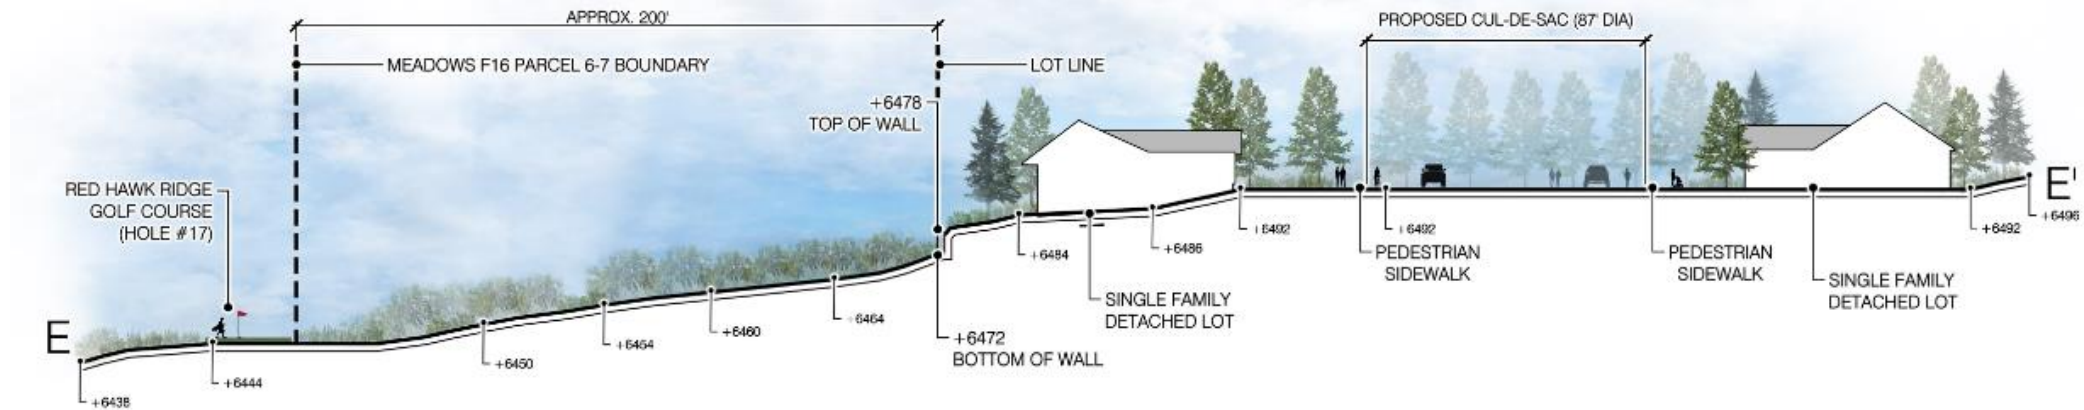 APPROX. 200'
PROPOSED CUL-DE-SAC (87' DIA)
MEADOWS F16 PARCEL 6-7 BOUNDARY
LOT LINE
+6478
TOP OF WALL
RED HAWK RIDGE
GOLF COURSE
(HOLE #17)
E
E'
+6438
+6444
+6450
+6454
+6460
+6464
+6472
BOTTOM OF WALL
+6484
SINGLE FAMILY
DETACHED LOT
+6486
+6492
+6492
PEDESTRIAN
SIDEWALK
PEDESTRIAN
SIDEWALK
SINGLE FAMILY
DETACHED LOT
+6492
+6496